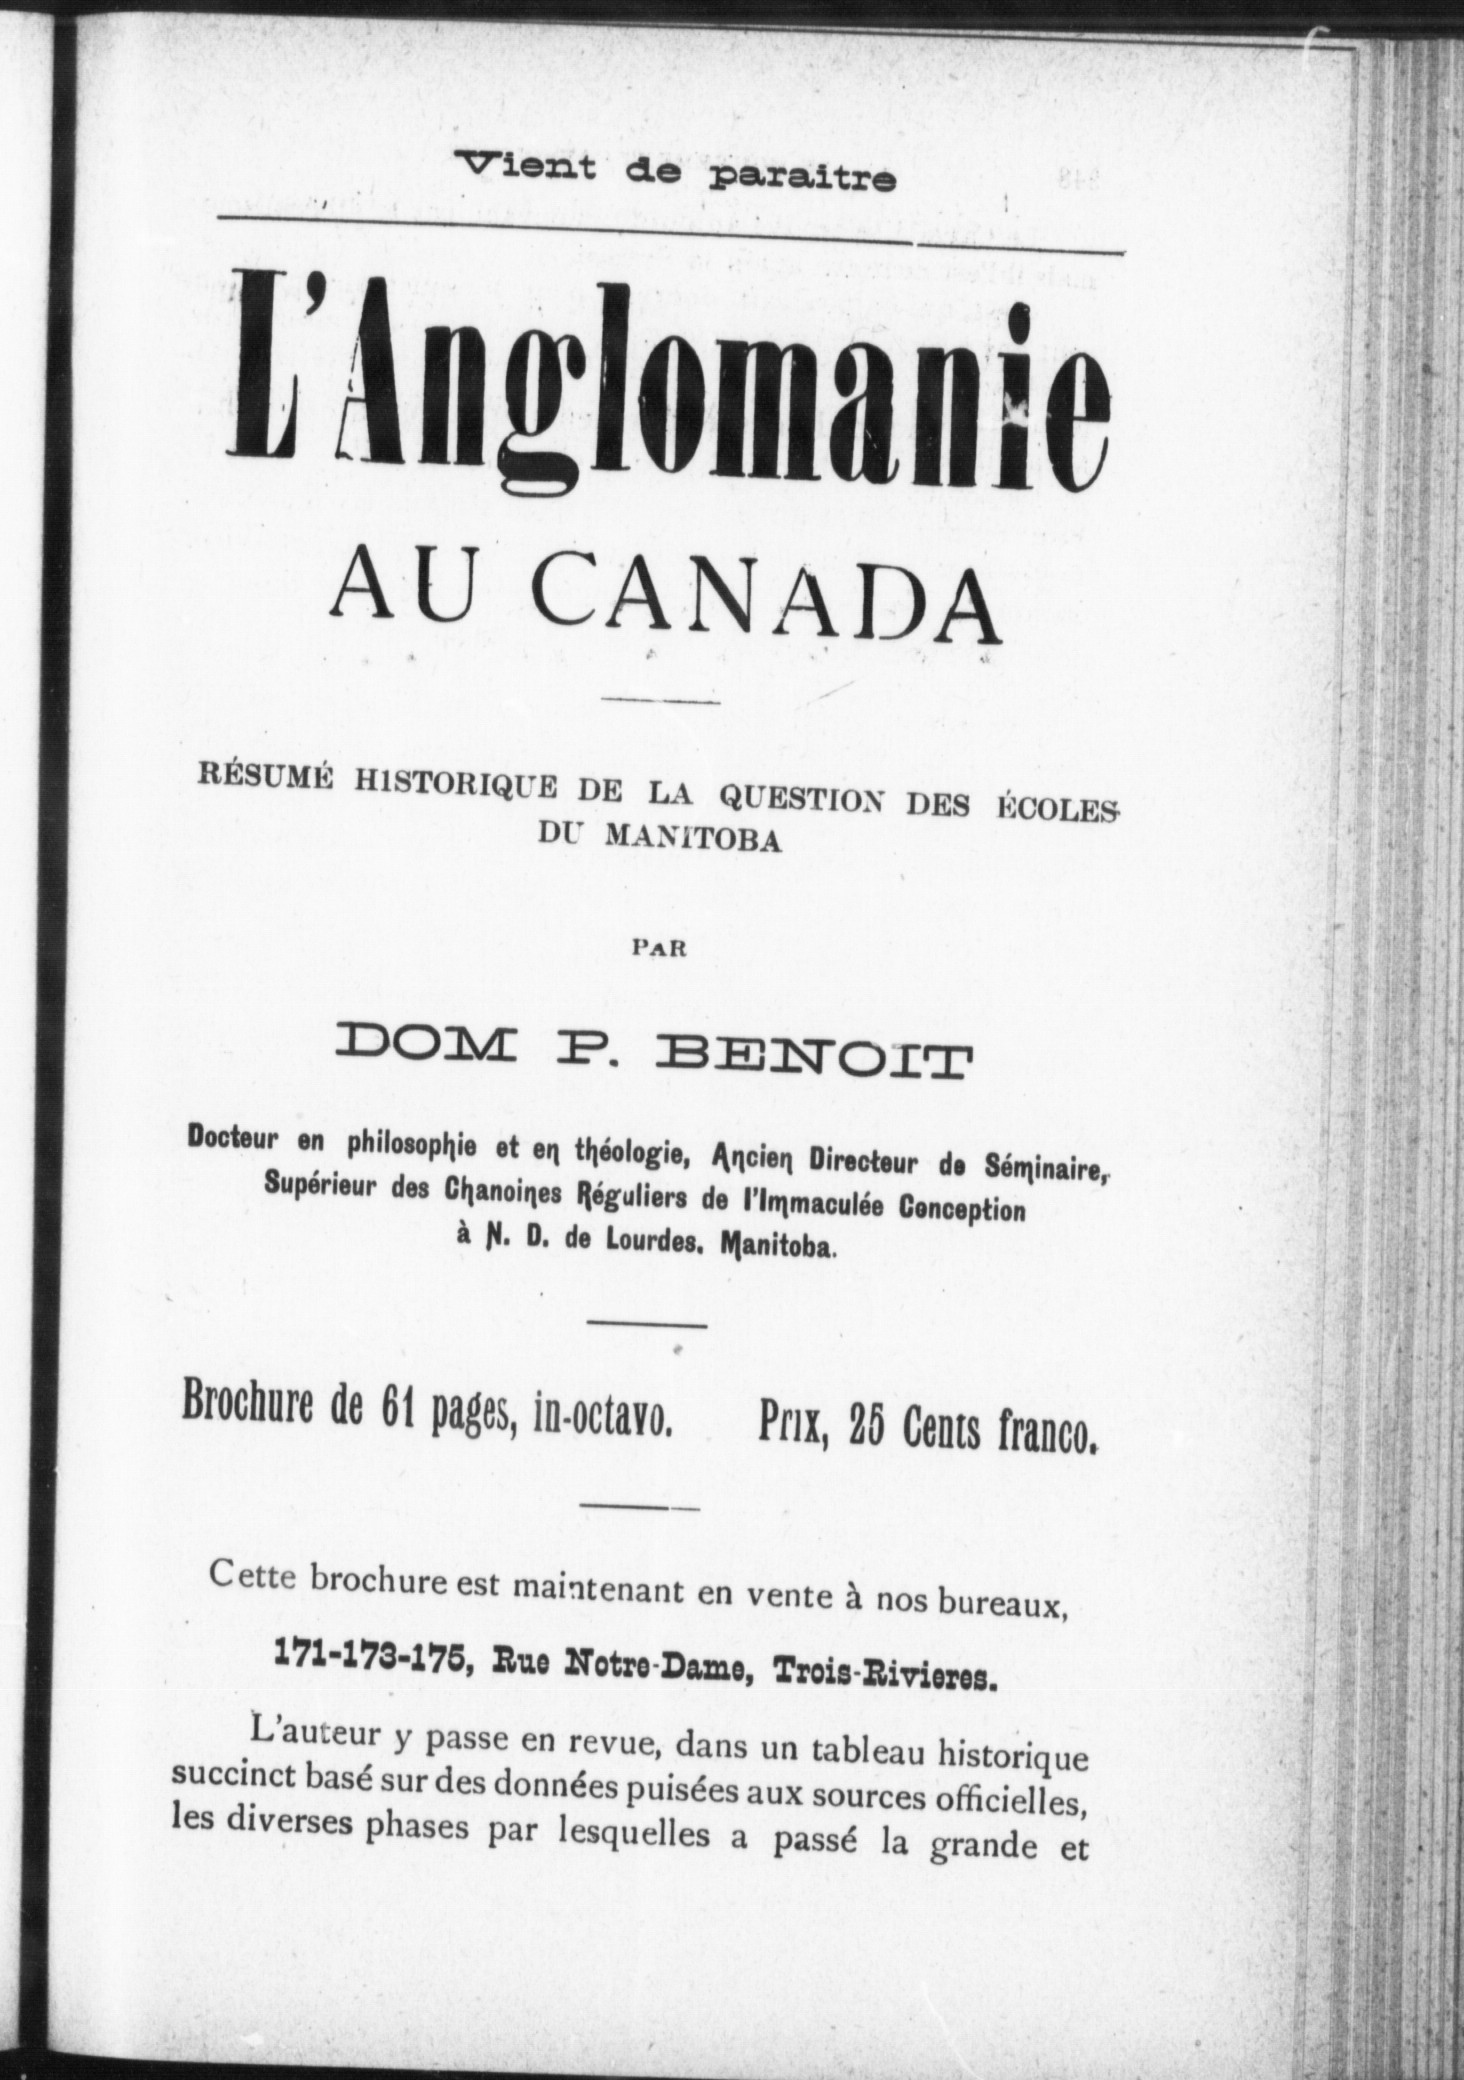 Vient de paraitre
L'Anglomanie
AU CANADA
RÉSUMÉ HISTORIQUE DE LA QUESTION DES ÉCOLES
DU MANITOBA
PAR
DOM P. BENOIT
Docteur en philosophie et en théologie, Ancien Directeur de Séminaire,
Supérieur des Chanoines Réguliers de l'Immaculée Conception
à N. D. de Lourdes. Manitoba.
Brochure de 61 pages, in-octavo. Prix, 25 Cents franco.
Cette brochure est maintenant en vente à nos bureaux,
171-173-175, Rue Notre-Dame, Trois-Rivieres.
L'auteur y passe en revue, dans un tableau historique
succinct basé sur des données puisées aux sources officielles,
les diverses phases par lesquelles a passé la grande et